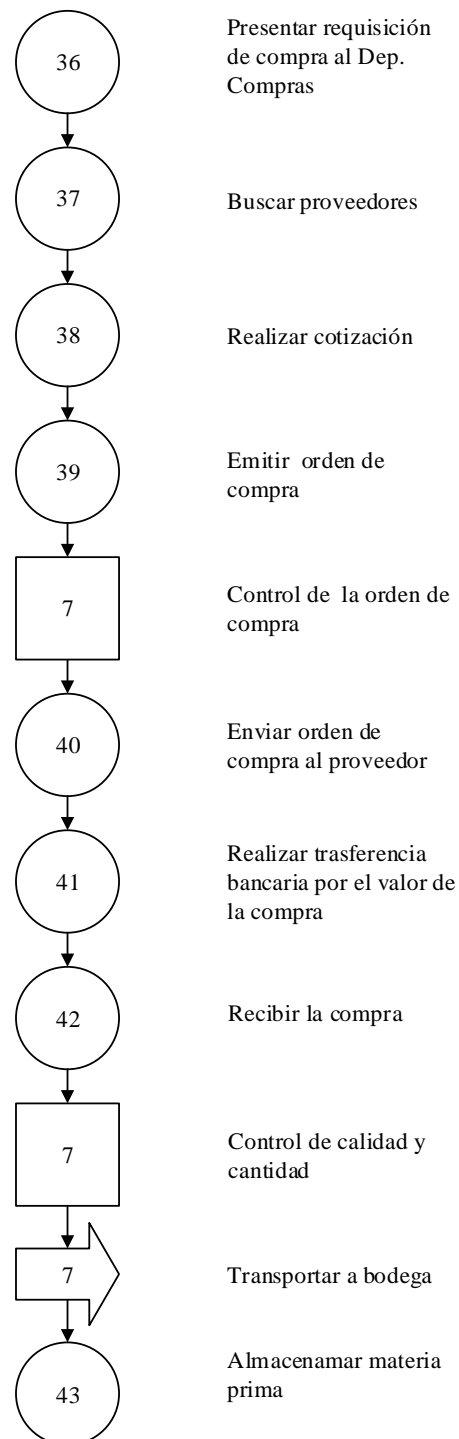 36
Presentar requisición
de compra al Dep.
Compras
37
Buscar proveedores
38
Realizar cotización
39
Emitir orden de
compra
7
Control de la orden de
compra
40
Enviar orden de
compra al proveedor
41
Realizar trasferencia
bancaria por el valor de
la compra
42
Recibir la compra
7
Control de calidad y
cantidad
7
Transportar a bodega
43
Almacenamar materia
prima